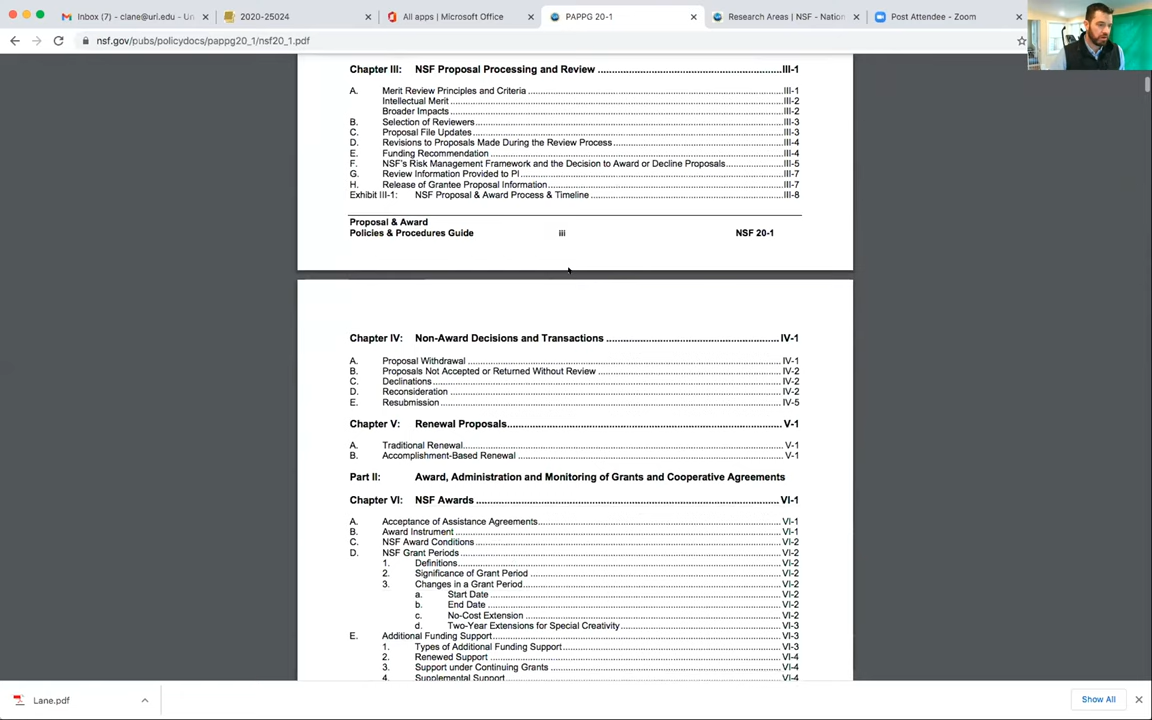 Inbox (7) - clane@uri.edu - Un
2020-25024
All apps | Microsoft Office
PAPPG 20-1
Research Areas | NSF - Nation
Post Attendee - Zoom
nsf.gov/pubs/policydocs/pappg20_1/nsf20_1.pdf
Chapter III: NSF Proposal Processing and Review III-1
A. Merit Review Principles and Criteria III-1
Intellectual Merit III-2
Broader Impacts III-2
B. Selection of Reviewers III-3
C. Proposal File Updates III-3
D. Revisions to Proposals Made During the Review Process III-4
E. Funding Recommendation III-4
F. NSF's Risk Management Framework and the Decision to Award or Decline Proposals III-5
G. Review Information Provided to PI III-7
H. Release of Grantee Proposal Information III-7
Exhibit III-1: NSF Proposal & Award Process & Timeline III-8
Proposal & Award
Policies & Procedures Guide iii NSF 20-1
Chapter IV: Non-Award Decisions and Transactions IV-1
A. Proposal Withdrawal IV-1
B. Proposals Not Accepted or Returned Without Review IV-2
C. Declinations IV-2
D. Reconsideration IV-2
E. Resubmission IV-5
Chapter V: Renewal Proposals V-1
A. Traditional Renewal V-1
B. Accomplishment-Based Renewal V-1
Part II: Award, Administration and Monitoring of Grants and Cooperative Agreements
Chapter VI: NSF Awards VI-1
A. Acceptance of Assistance Agreements VI-1
B. Award Instrument VI-1
C. NSF Award Conditions VI-2
D. NSF Grant Periods VI-2
1. Definitions VI-2
2. Significance of Grant Period VI-2
3. Changes in a Grant Period VI-2
a. Start Date VI-2
b. End Date VI-2
c. No-Cost Extension VI-2
d. Two-Year Extensions for Special Creativity VI-3
E. Additional Funding Support VI-3
1. Types of Additional Funding Support VI-3
2. Renewed Support VI-4
3. Support under Continuing Grants VI-4
4. Supplemental Support VI-4
Lane.pdf
Show All